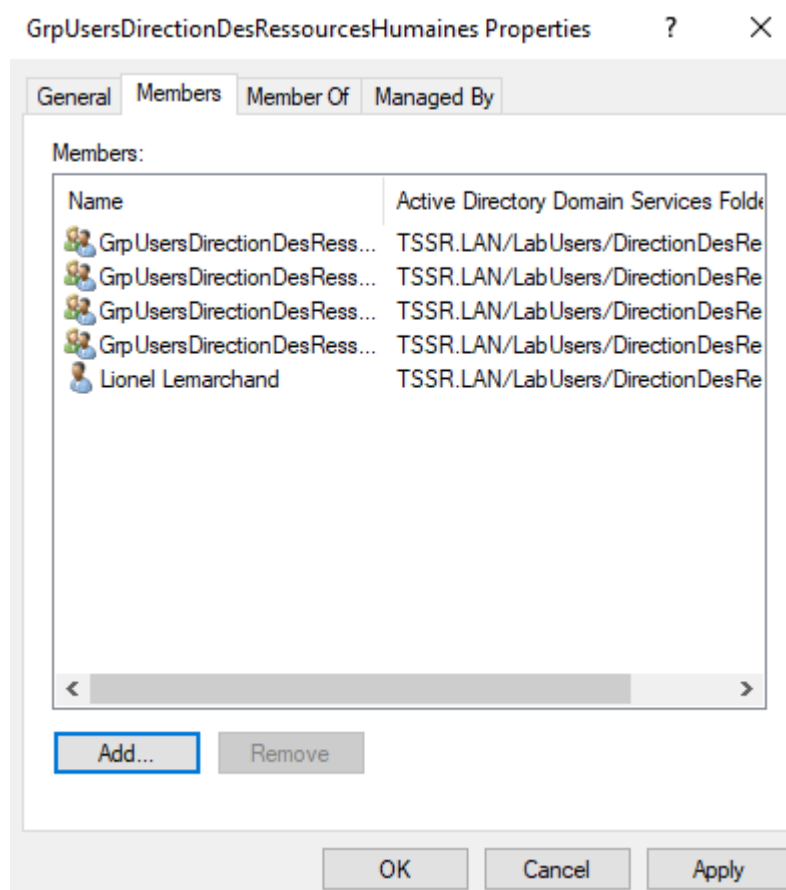 GrpUsersDirectionDesRessourcesHumaines Properties ? X
General Members Member Of Managed By
Members:
Name Active Directory Domain Services Folde
GrpUsersDirectionDesRess... TSSR.LAN/LabUsers/DirectionDesRe
GrpUsersDirectionDesRess... TSSR.LAN/LabUsers/DirectionDesRe
GrpUsersDirectionDesRess... TSSR.LAN/LabUsers/DirectionDesRe
GrpUsersDirectionDesRess... TSSR.LAN/LabUsers/DirectionDesRe
Lionel Lemarchand TSSR.LAN/LabUsers/DirectionDesRe
Add... Remove
OK Cancel Apply